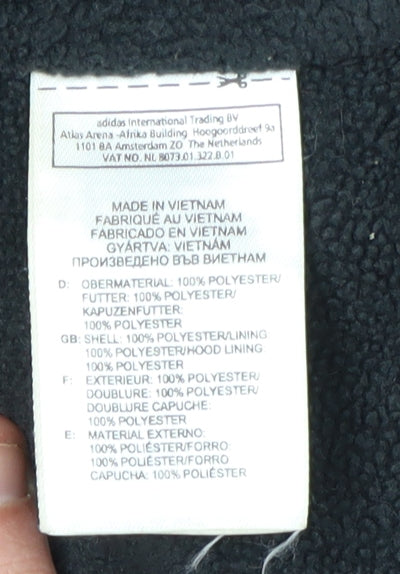 adidas International Trading BV
Atlas Arena -Afrika Building Hoogoorddreef 9a
1101 BA Amsterdam ZO The Netherlands
VAT NO. NL 8073.01.322.B.01
MADE IN VIETNAM
FABRIQUÉ AU VIETNAM
FABRICADO EN VIETNAM
GYÁRTVA: VIETNÁM
ПРОИЗВЕДЕНО ВЪВ ВИЕТНАМ
D: OBERMATERIAL: 100% POLYESTER/
FUTTER: 100% POLYESTER/
KAPUZENFUTTER:
100% POLYESTER
GB: SHELL: 100% POLYESTER/LINING
100% POLYESTER/HOOD LINING
100% POLYESTER
F: EXTERIEUR: 100% POLYESTER/
DOUBLURE: 100% POLYESTER/
DOUBLURE CAPUCHE:
100% POLYESTER
E: MATERIAL EXTERNO:
100% POLIÉSTER/FORRO:
100% POLIÉSTER/FORRO
CAPUCHA: 100% POLIÉSTER